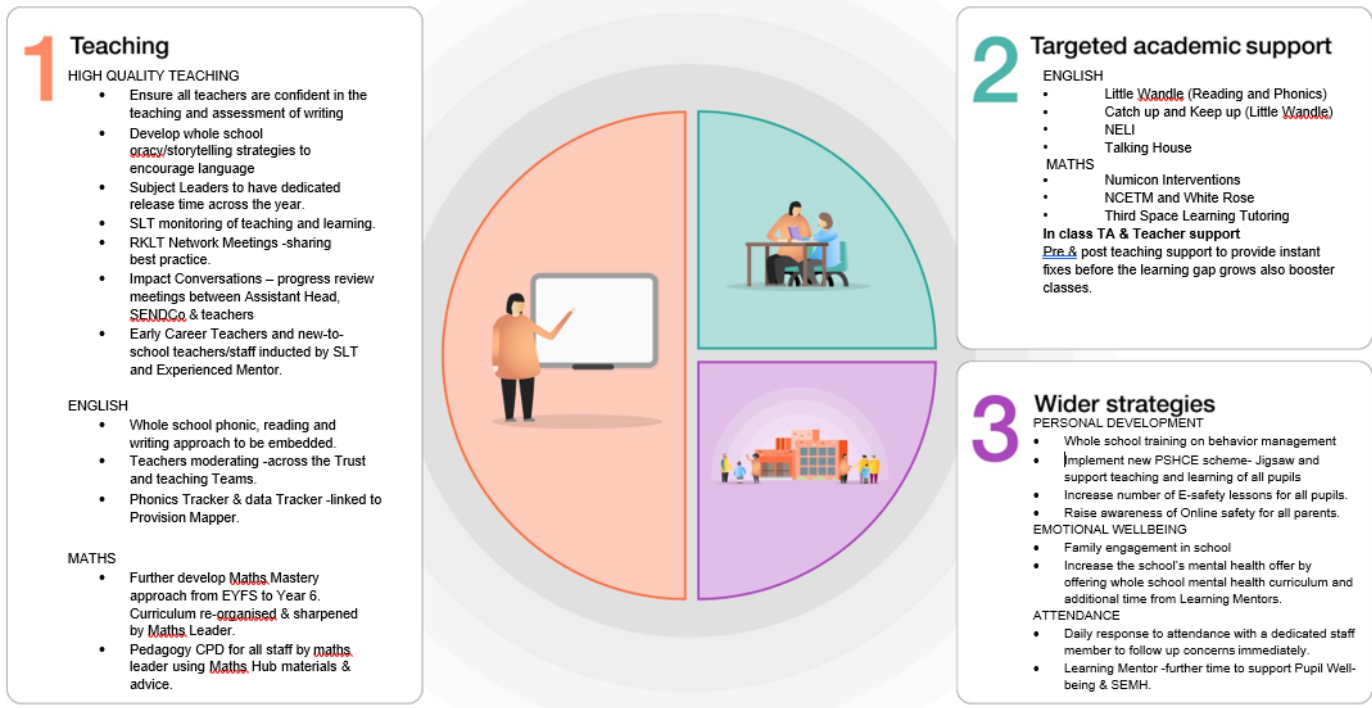 1 Teaching
HIGH QUALITY TEACHING
• Ensure all teachers are confident in the
teaching and assessment of writing
• Develop whole school
oracy/storytelling strategies to
encourage language
• Subject Leaders to have dedicated
release time across the year.
• SLT monitoring of teaching and learning.
• RKLT Network Meetings -sharing
best practice.
• Impact Conversations – progress review
meetings between Assistant Head,
SENDCo & teachers
• Early Career Teachers and new-to-
school teachers/staff inducted by SLT
and Experienced Mentor.
ENGLISH
• Whole school phonic, reading and
writing approach to be embedded.
• Teachers moderating -across the Trust
and teaching Teams.
• Phonics Tracker & data Tracker -linked to
Provision Mapper.
MATHS
• Further develop Maths Mastery
approach from EYFS to Year 6.
Curriculum re-organised & sharpened
by Maths Leader.
• Pedagogy CPD for all staff by maths
leader using Maths Hub materials &
advice.
2 Targeted academic support
ENGLISH
• Little Wandle (Reading and Phonics)
• Catch up and Keep up (Little Wandle)
• NELI
• Talking House
MATHS
• Numicon Interventions
• NCETM and White Rose
• Third Space Learning Tutoring
In class TA & Teacher support
Pre & post teaching support to provide instant
fixes before the learning gap grows also booster
classes.
3 Wider strategies
PERSONAL DEVELOPMENT
• Whole school training on behavior management
• Implement new PSHCE scheme- Jigsaw and
support teaching and learning of all pupils
• Increase number of E-safety lessons for all pupils.
• Raise awareness of Online safety for all parents.
EMOTIONAL WELLBEING
• Family engagement in school
• Increase the school's mental health offer by
offering whole school mental health curriculum and
additional time from Learning Mentors.
ATTENDANCE
• Daily response to attendance with a dedicated staff
member to follow up concerns immediately.
• Learning Mentor -further time to support Pupil Well-
being & SEMH.